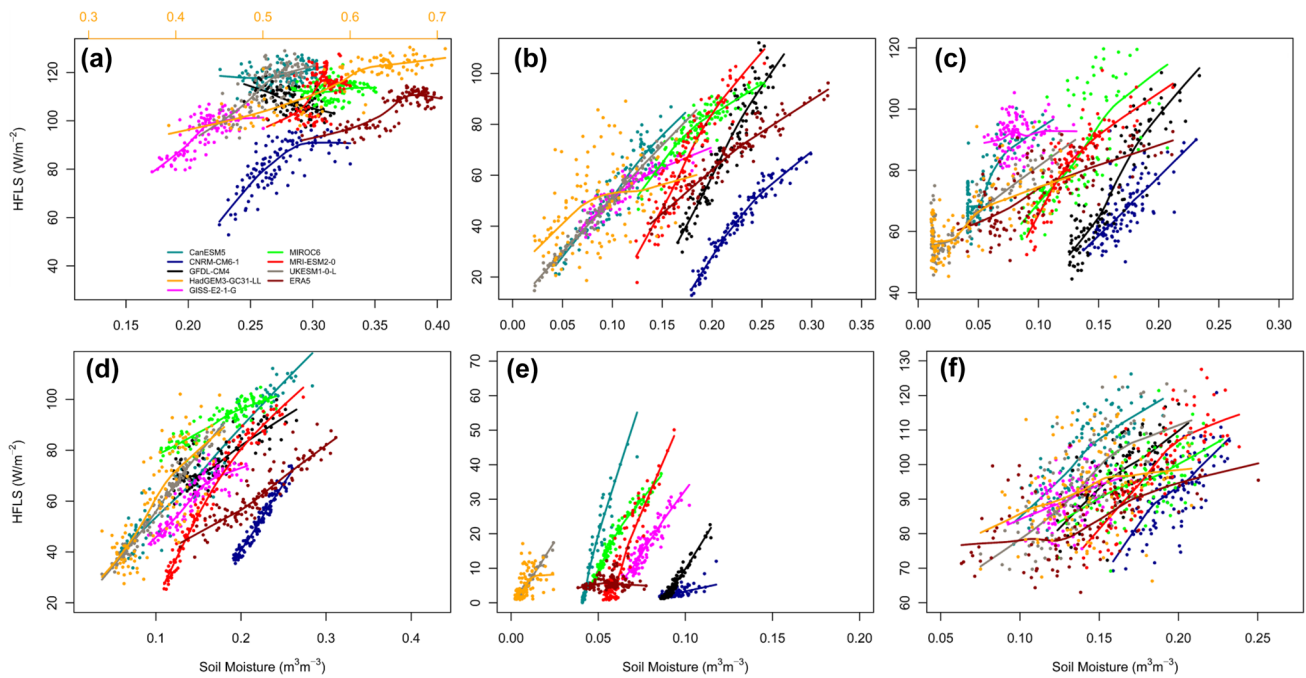 0.3 0.4 0.5 0.6 0.7
(a)
HFLS (W/m⁻²)
120
100
80
60
40
CanESM5
CNRM-CM6-1
GFDL-CM4
HadGEM3-GC31-LL
GISS-E2-1-G
MIROC6
MRI-ESM2-0
UKESM1-0-L
ERA5
0.15 0.20 0.25 0.30 0.35 0.40
(b)
100
80
60
40
20
0.00 0.05 0.10 0.15 0.20 0.25 0.30 0.35
(c)
120
100
80
60
40
0.00 0.05 0.10 0.15 0.20 0.25 0.30
(d)
HFLS (W/m⁻²)
100
80
60
40
20
0.1 0.2 0.3 0.4
Soil Moisture (m³m⁻³)
(e)
70
60
50
40
30
20
10
0
0.00 0.05 0.10 0.15 0.20
Soil Moisture (m³m⁻³)
(f)
130
120
110
100
90
80
70
60
0.05 0.10 0.15 0.20 0.25
Soil Moisture (m³m⁻³)